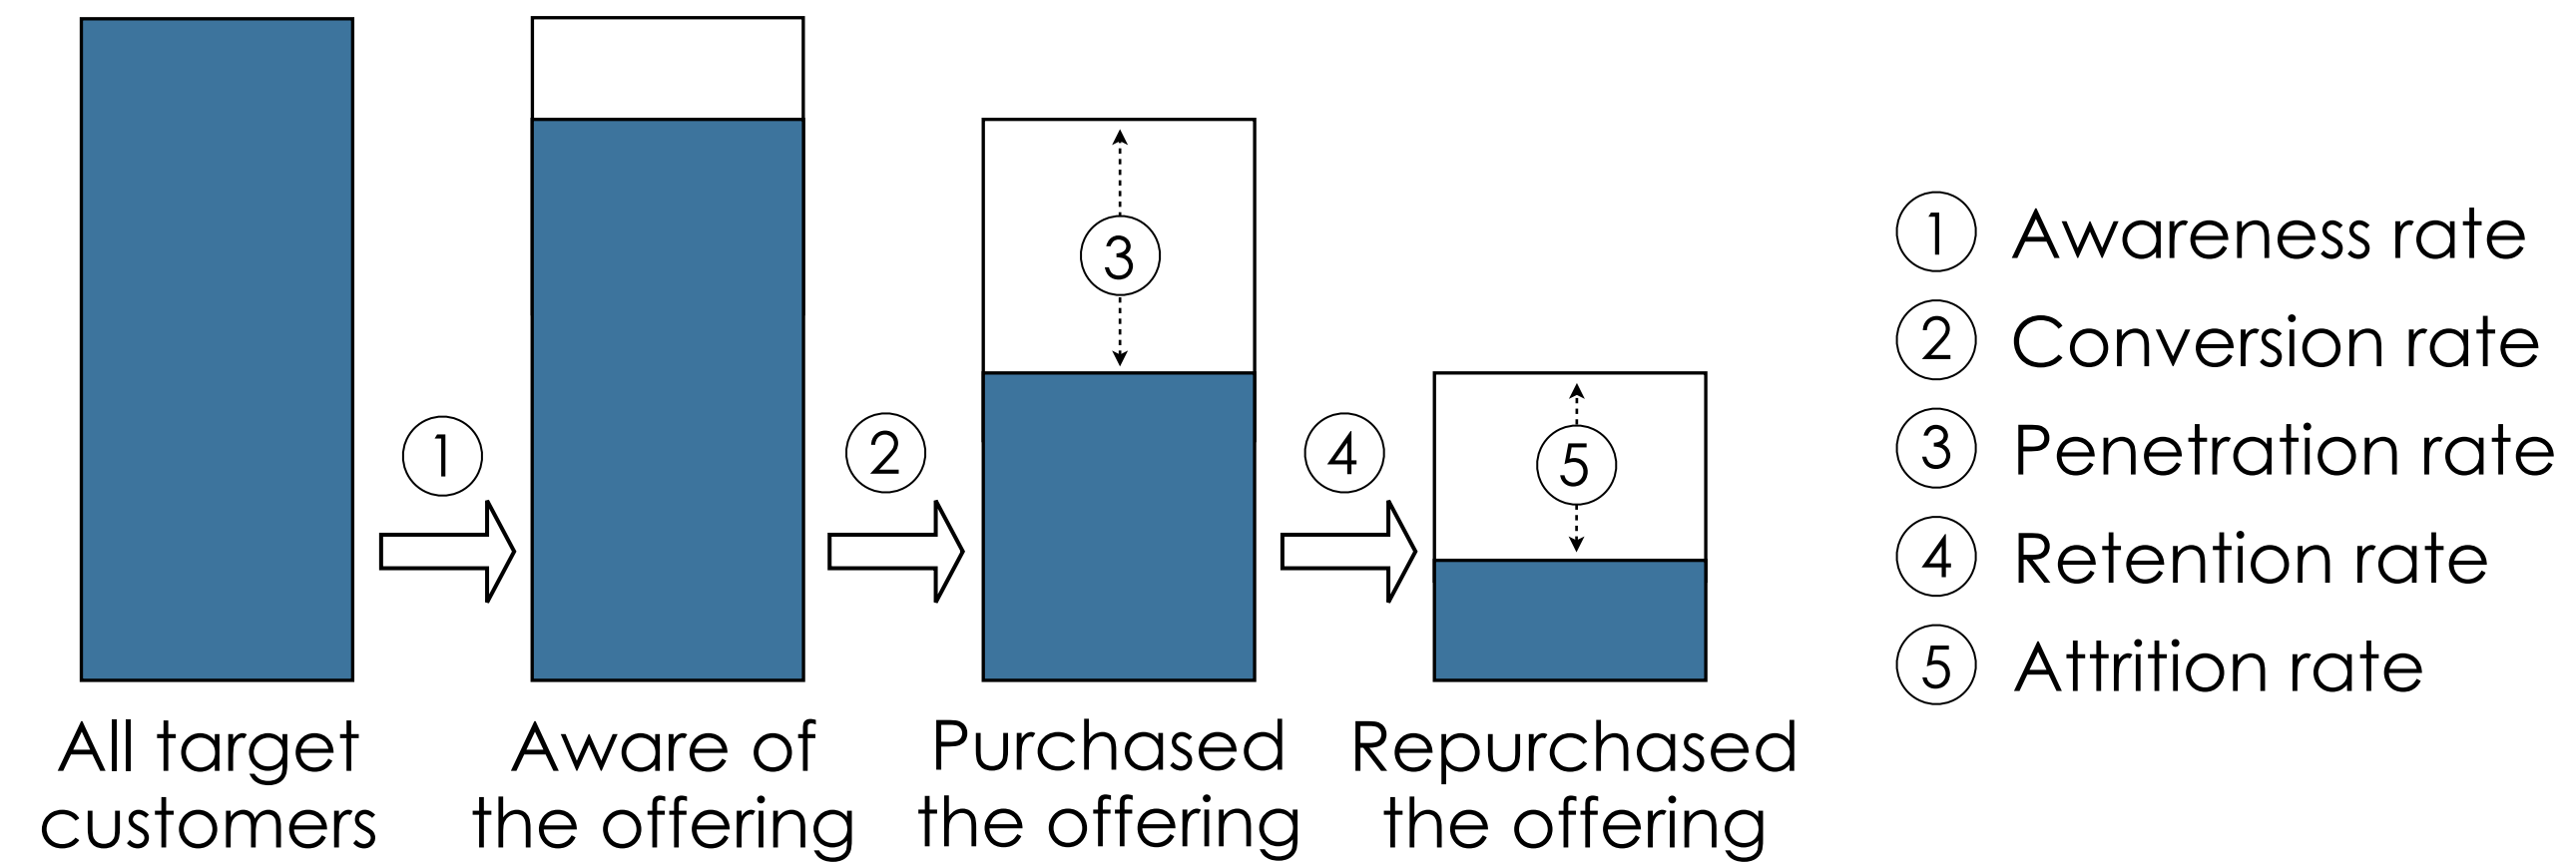 3
1
2
4
5
All target
customers
Aware of
the offering
Purchased
the offering
Repurchased
the offering
1 Awareness rate
2 Conversion rate
3 Penetration rate
4 Retention rate
5 Attrition rate